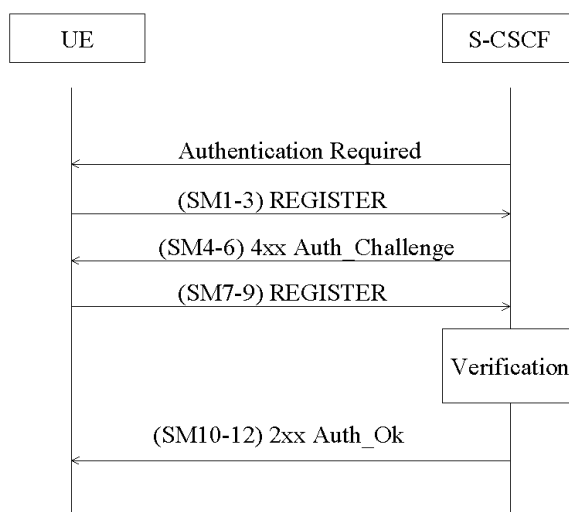 UE
S-CSCF
Authentication Required
(SM1-3) REGISTER
(SM4-6) 4xx Auth_Challenge
(SM7-9) REGISTER
Verification
(SM10-12) 2xx Auth_Ok